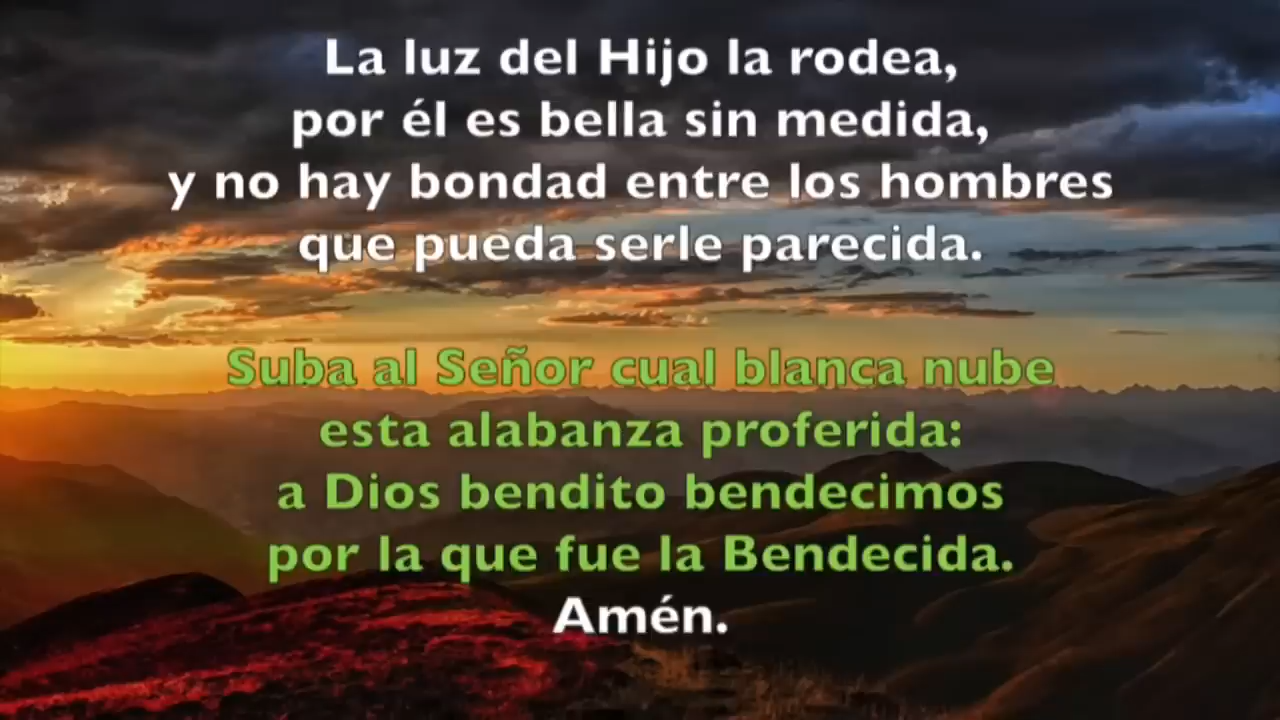 La luz del Hijo la rodea,
por él es bella sin medida,
y no hay bondad entre los hombres
que pueda serle parecida.
Suba al Señor cual blanca nube
esta alabanza proferida:
a Dios bendito bendecimos
por la que fue la Bendecida.
Amén.